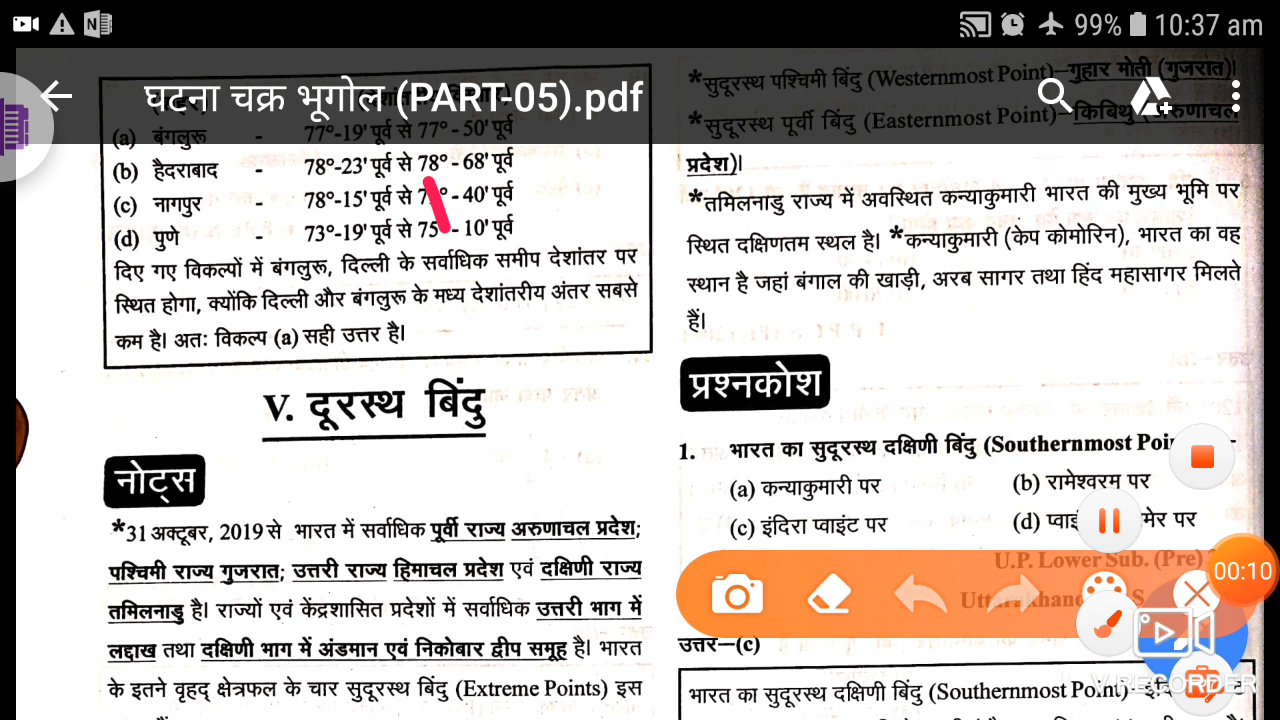 99% 10:37 am
घटना चक्र भूगोल (PART-05).pdf
(a) बंगलुरू - 77°-19' पूर्व से 77° - 50' पूर्व
(b) हैदराबाद - 78°-23' पूर्व से 78° - 68' पूर्व
(c) नागपुर - 78°-15' पूर्व से - 40' पूर्व
(d) पुणे - 73°-19' पूर्व से 75° - 10' पूर्व
दिए गए विकल्पों में बंगलुरू, दिल्ली के सर्वाधिक समीप देशांतर पर
स्थित होगा, क्योंकि दिल्ली और बंगलुरू के मध्य देशांतरीय अंतर सबसे
कम है। अतः विकल्प (a) सही उत्तर है।
V. दूरस्थ बिंदु
नोट्स
*31 अक्टूबर, 2019 से भारत में सर्वाधिक पूर्वी राज्य अरुणाचल प्रदेश;
पश्चिमी राज्य गुजरात; उत्तरी राज्य हिमाचल प्रदेश एवं दक्षिणी राज्य
तमिलनाडु है। राज्यों एवं केंद्रशासित प्रदेशों में सर्वाधिक उत्तरी भाग में
लद्दाख तथा दक्षिणी भाग में अंडमान एवं निकोबार द्वीप समूह है। भारत
के इतने वृहद् क्षेत्रफल के चार सुदूरस्थ बिंदु (Extreme Points) इस
*सुदूरस्थ पश्चिमी बिंदु (Westernmost Point)-गुहार मोती (गुजरात)।
*सुदूरस्थ पूर्वी बिंदु (Easternmost Point)-किबिथु अरुणाचल
प्रदेश)।
*तमिलनाडु राज्य में अवस्थित कन्याकुमारी भारत की मुख्य भूमि पर
स्थित दक्षिणतम स्थल है। *कन्याकुमारी (केप कोमोरिन), भारत का वह
स्थान है जहां बंगाल की खाड़ी, अरब सागर तथा हिंद महासागर मिलते
हैं।
प्रश्नकोश
1. भारत का सुदूरस्थ दक्षिणी बिंदु (Southernmost
(a) कन्याकुमारी पर (b) रामेश्वरम पर
(c) इंदिरा प्वाइंट पर (d) पर
U.P. Lower Sub. (Pre)
00:10
उत्तर–(c)
भारत का सुदूरस्थ दक्षिणी बिंदु (Southernmost Point)
V RECORDER